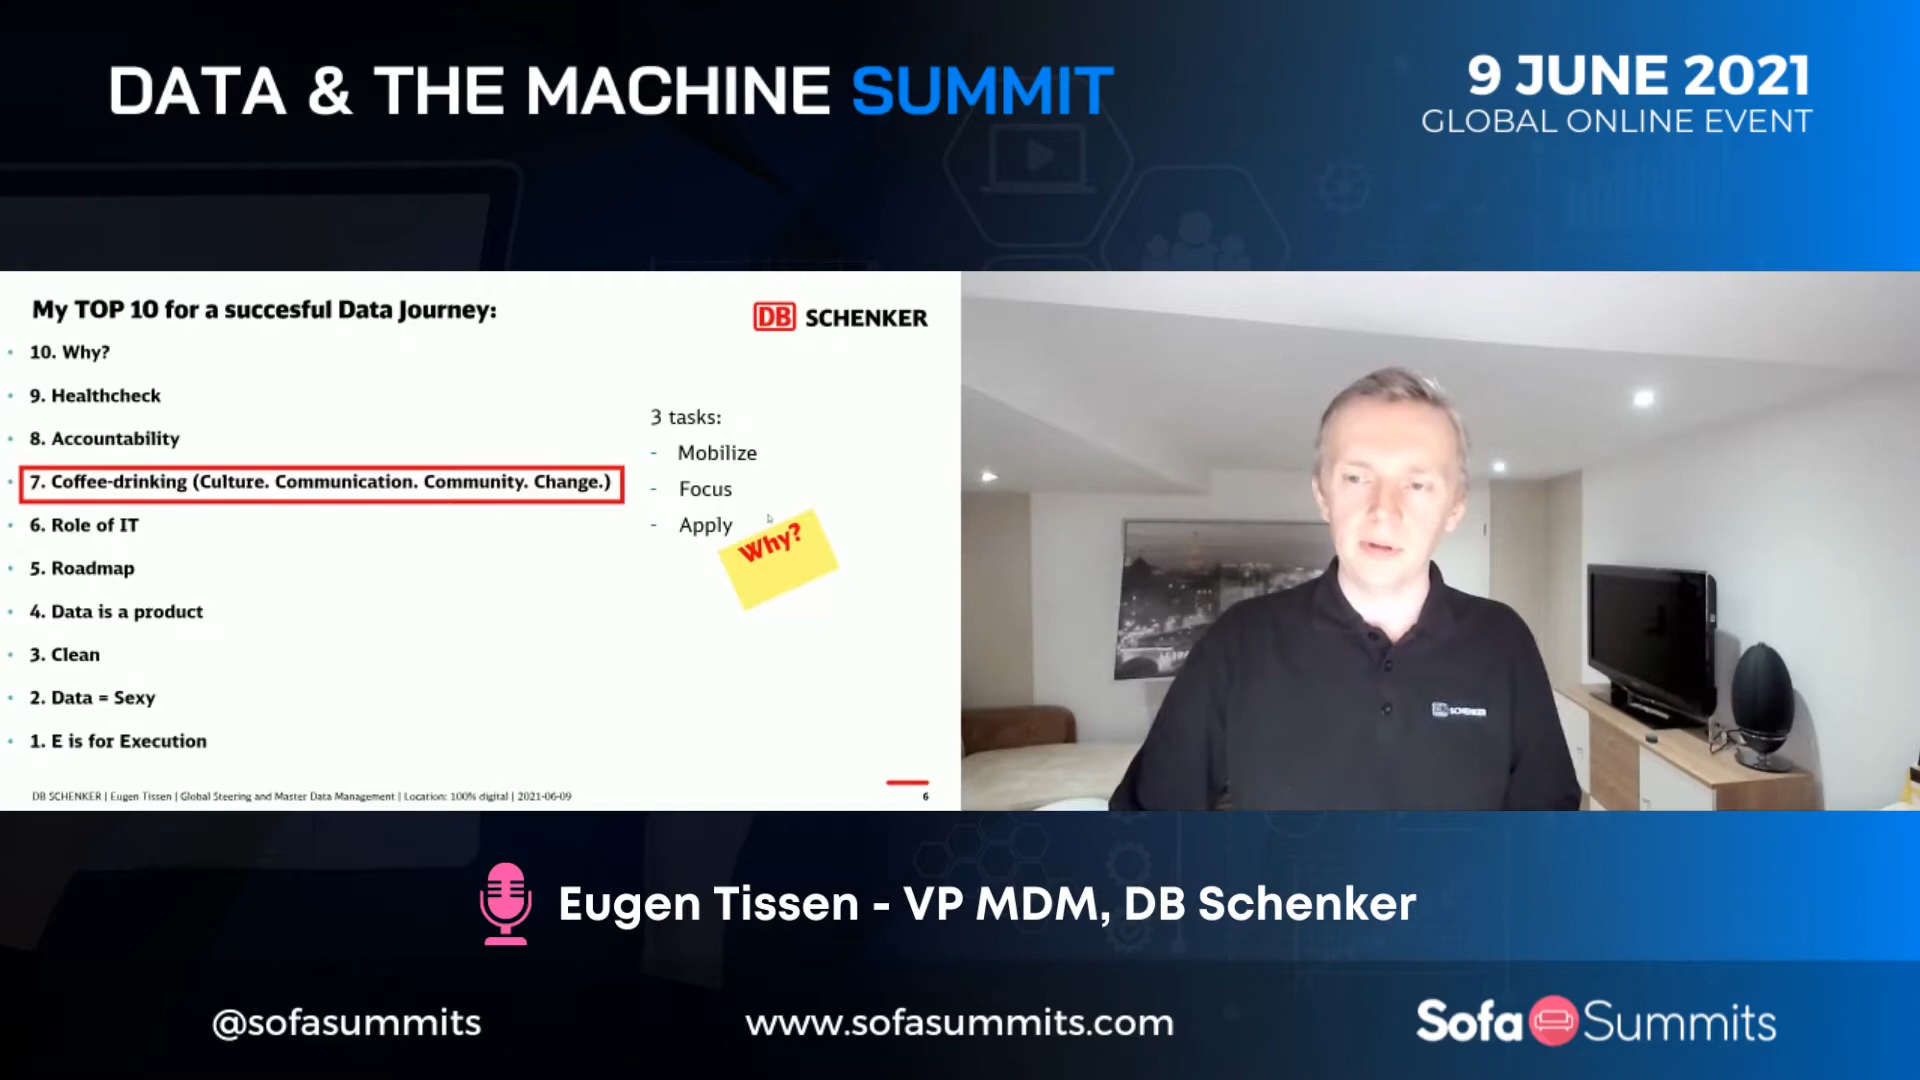 DATA & THE MACHINE SUMMIT
9 JUNE 2021
GLOBAL ONLINE EVENT
My TOP 10 for a succesful Data Journey:
DB SCHENKER
10. Why?
9. Healthcheck
8. Accountability
7. Coffee-drinking (Culture. Communication. Community. Change.)
6. Role of IT
5. Roadmap
4. Data is a product
3. Clean
2. Data = Sexy
1. E is for Execution
3 tasks:
- Mobilize
- Focus
- Apply
Why?
DB SCHENKER | Eugen Tissen | Global Steering and Master Data Management | Location: 100% digital | 2021-06-09
6
DB SCHENKER
Eugen Tissen - VP MDM, DB Schenker
@sofasummits
www.sofasummits.com
Sofa Summits